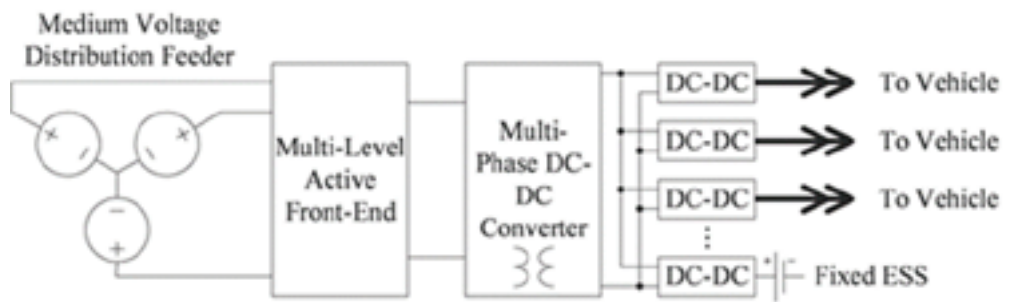 Medium Voltage
Distribution Feeder
Multi-Level
Active
Front-End
Multi-
Phase DC-
DC
Converter
DC-DC
To Vehicle
DC-DC
To Vehicle
DC-DC
To Vehicle
DC-DC
Fixed ESS